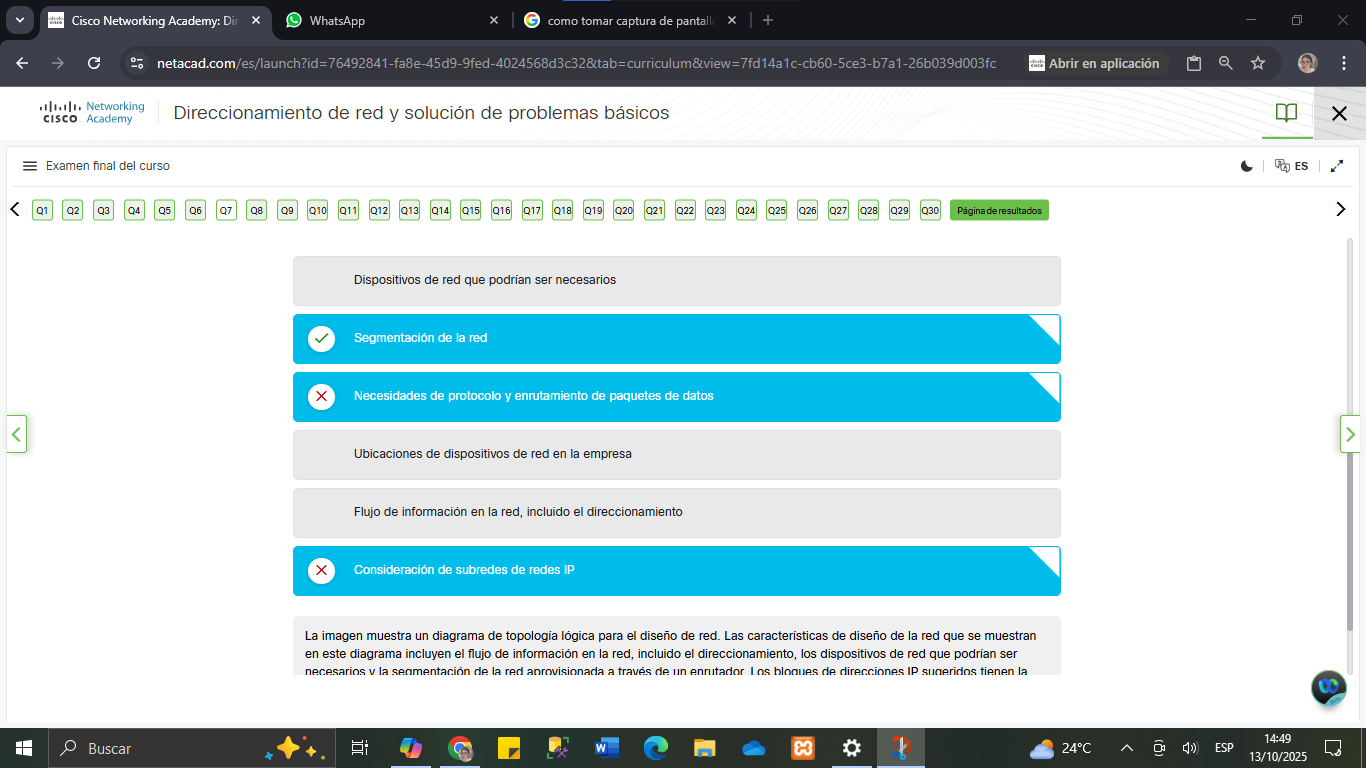 Cisco Networking Academy: Di
WhatsApp
como tomar captura de pantall
netacad.com/es/launch?id=76492841-fa8e-45d9-9fed-4024568d3c32&tab=curriculum&view=7fd14a1c-cb60-5ce3-b7a1-26b039d003fc
Abrir en aplicación
CISCO
Networking
Academy
Direccionamiento de red y solución de problemas básicos
Examen final del curso
ES
Q1 Q2 Q3 Q4 Q5 Q6 Q7 Q8 Q9 Q10 Q11 Q12 Q13 Q14 Q15 Q16 Q17 Q18 Q19 Q20 Q21 Q22 Q23 Q24 Q25 Q26 Q27 Q28 Q29 Q30 Página de resultados
Dispositivos de red que podrían ser necesarios
Segmentación de la red
Necesidades de protocolo y enrutamiento de paquetes de datos
Ubicaciones de dispositivos de red en la empresa
Flujo de información en la red, incluido el direccionamiento
Consideración de subredes de redes IP
La imagen muestra un diagrama de topología lógica para el diseño de red. Las características de diseño de la red que se muestran
en este diagrama incluyen el flujo de información en la red, incluido el direccionamiento, los dispositivos de red que podrían ser
necesarios y la segmentación de la red aprovisionada a través de un enrutador. Los bloques de direcciones IP sugeridos tienen la
Buscar
24°C
ESP
14:49
13/10/2025